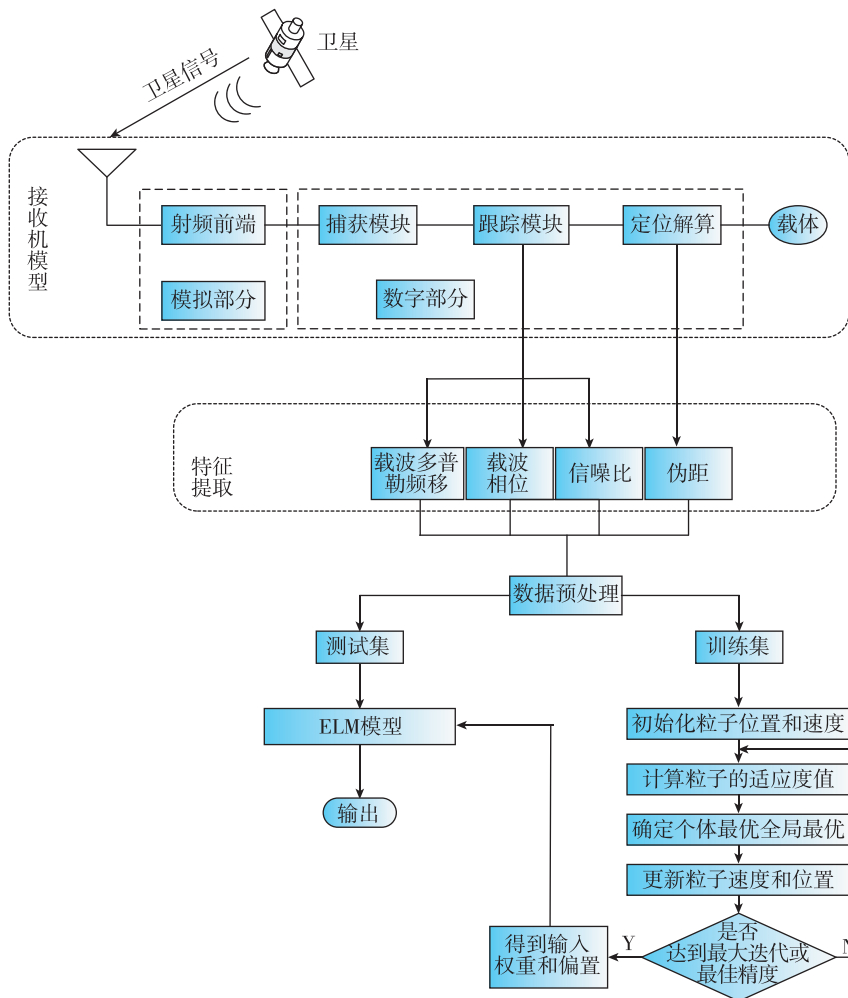 卫星
卫星信号
接收机模型
射频前端
捕获模块
跟踪模块
定位解算
载体
模拟部分
数字部分
特征
提取
载波多普
勒频移
载波
相位
信噪比
伪距
数据预处理
测试集
训练集
ELM模型
初始化粒子位置和速度
计算粒子的适应度值
输出
确定个体最优全局最优
更新粒子速度和位置
得到输入
权重和偏置
Y
是否
达到最大迭代或
最佳精度
N